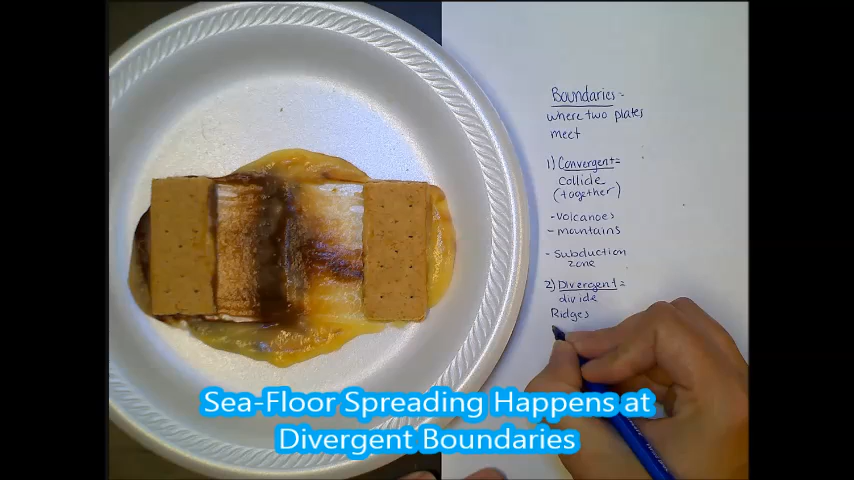 Boundaries=
where two plates
meet
1) Convergent=
Collide
(together)
- Volcanoes
- mountains
- Subduction
zone
2) Divergent=
divide
Ridges
Sea-Floor Spreading Happens at
Divergent Boundaries